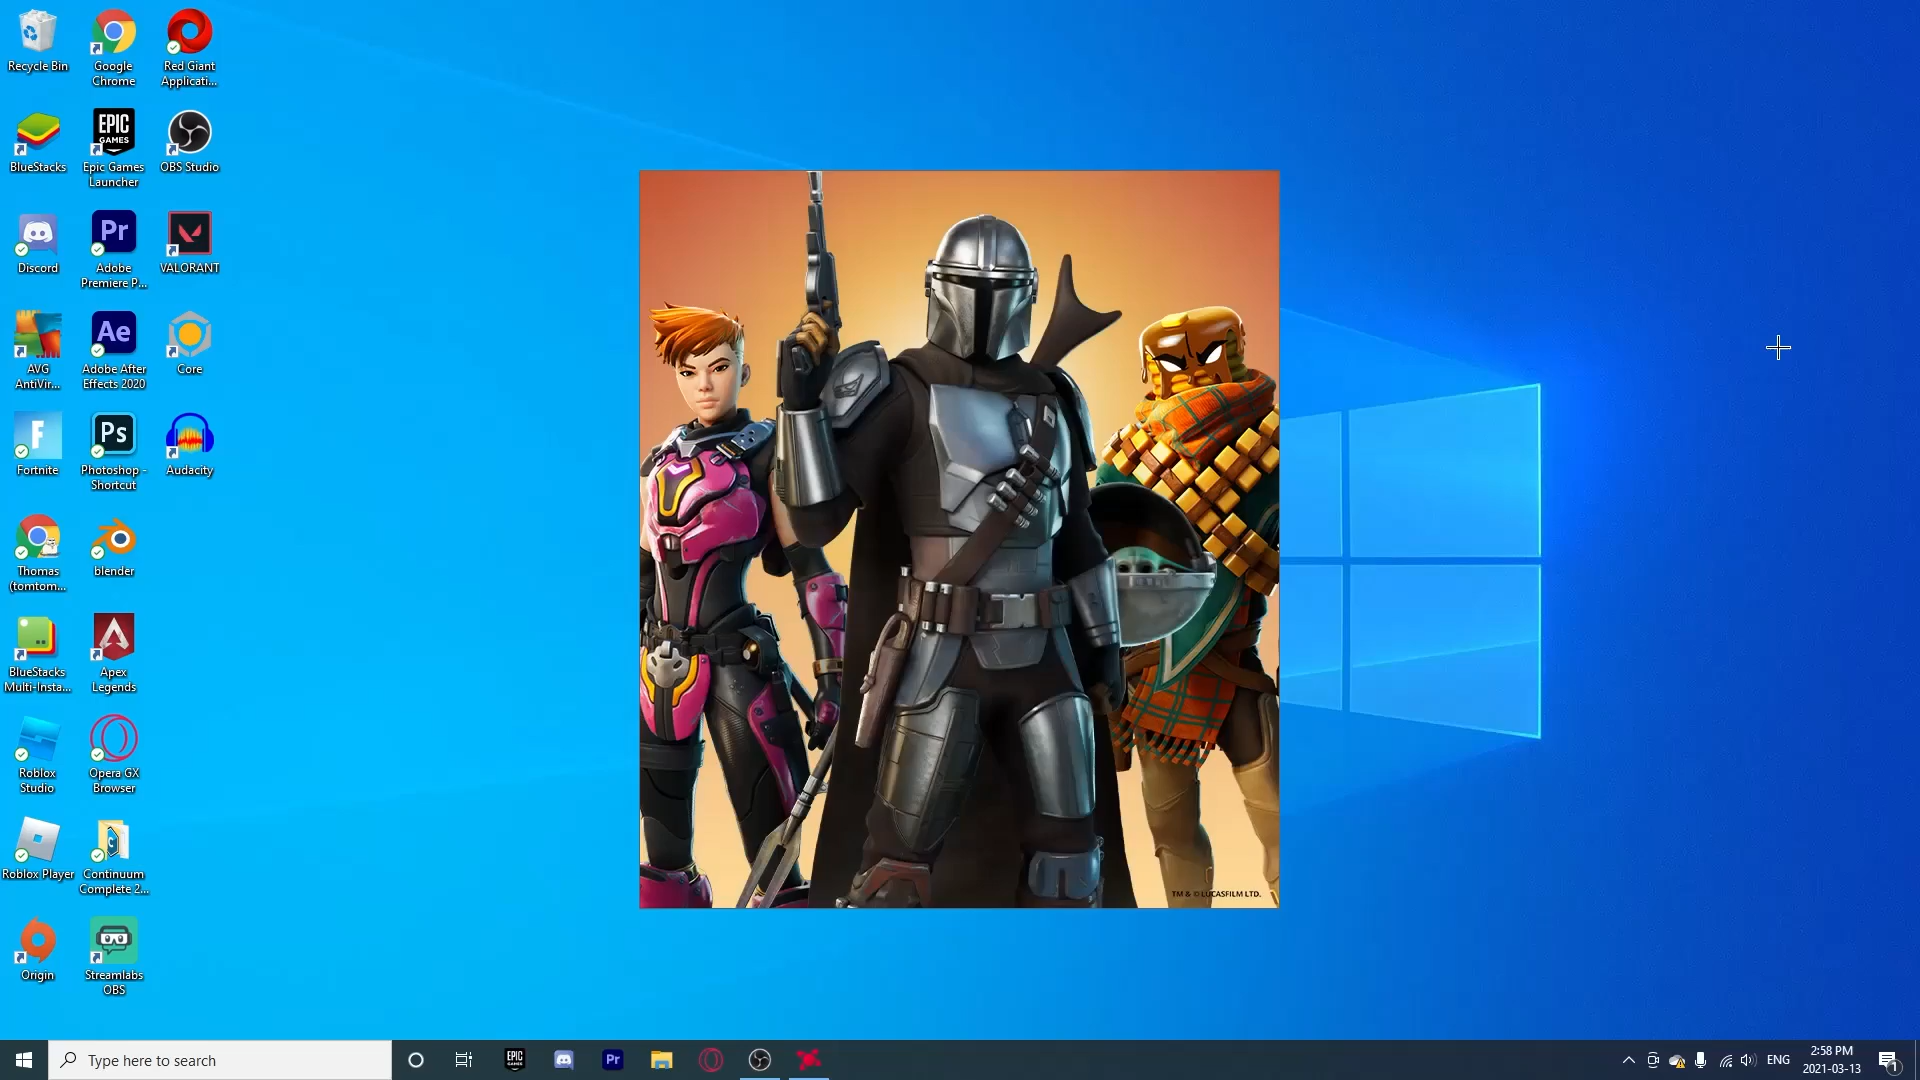 Recycle Bin
Google
Chrome
Red Giant
Applicati...
BlueStacks
EPIC
GAMES
Epic Games
Launcher
OBS Studio
Discord
Pr
Adobe
Premiere P...
VALORANT
AVG
AntiVir...
Ae
Adobe After
Effects 2020
Core
F
Fortnite
Ps
Photoshop -
Shortcut
Audacity
Thomas
(tomtom...
blender
BlueStacks
Multi-Insta...
Apex
Legends
Roblox
Studio
Opera GX
Browser
Roblox Player
C
Continuum
Complete 2...
Origin
Streamlabs
OBS
TM & © LUCASFILM LTD.
Type here to search
EPIC
GAMES
Pr
ENG
2:58 PM
2021-03-13
1